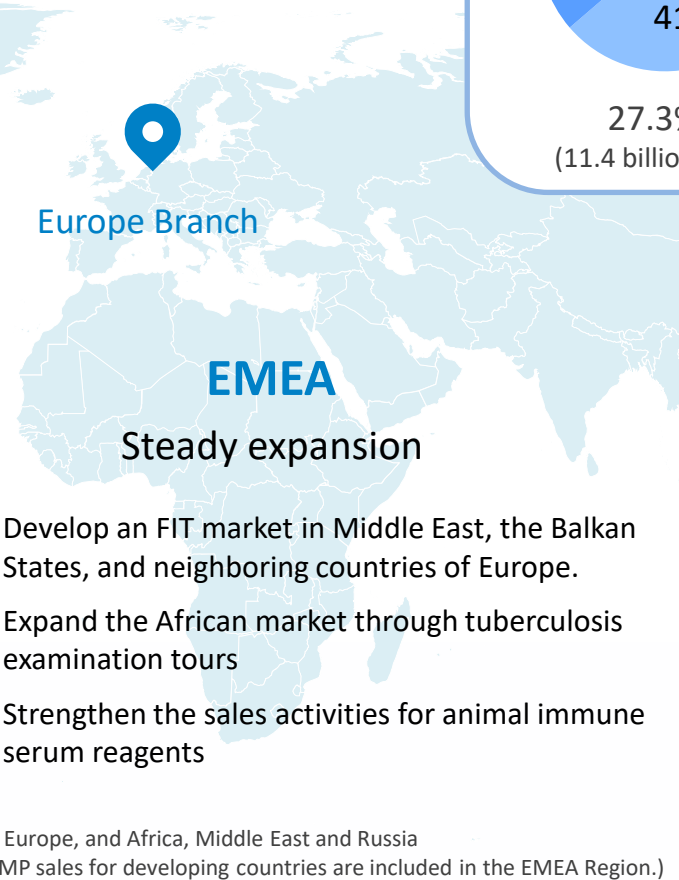 41
27.3%
(11.4 billio
Europe Branch
EMEA
Steady expansion
Develop an FIT market in Middle East, the Balkan
States, and neighboring countries of Europe.
Expand the African market through tuberculosis
examination tours
Strengthen the sales activities for animal immune
serum reagents
Europe, and Africa, Middle East and Russia
MP sales for developing countries are included in the EMEA Region.)